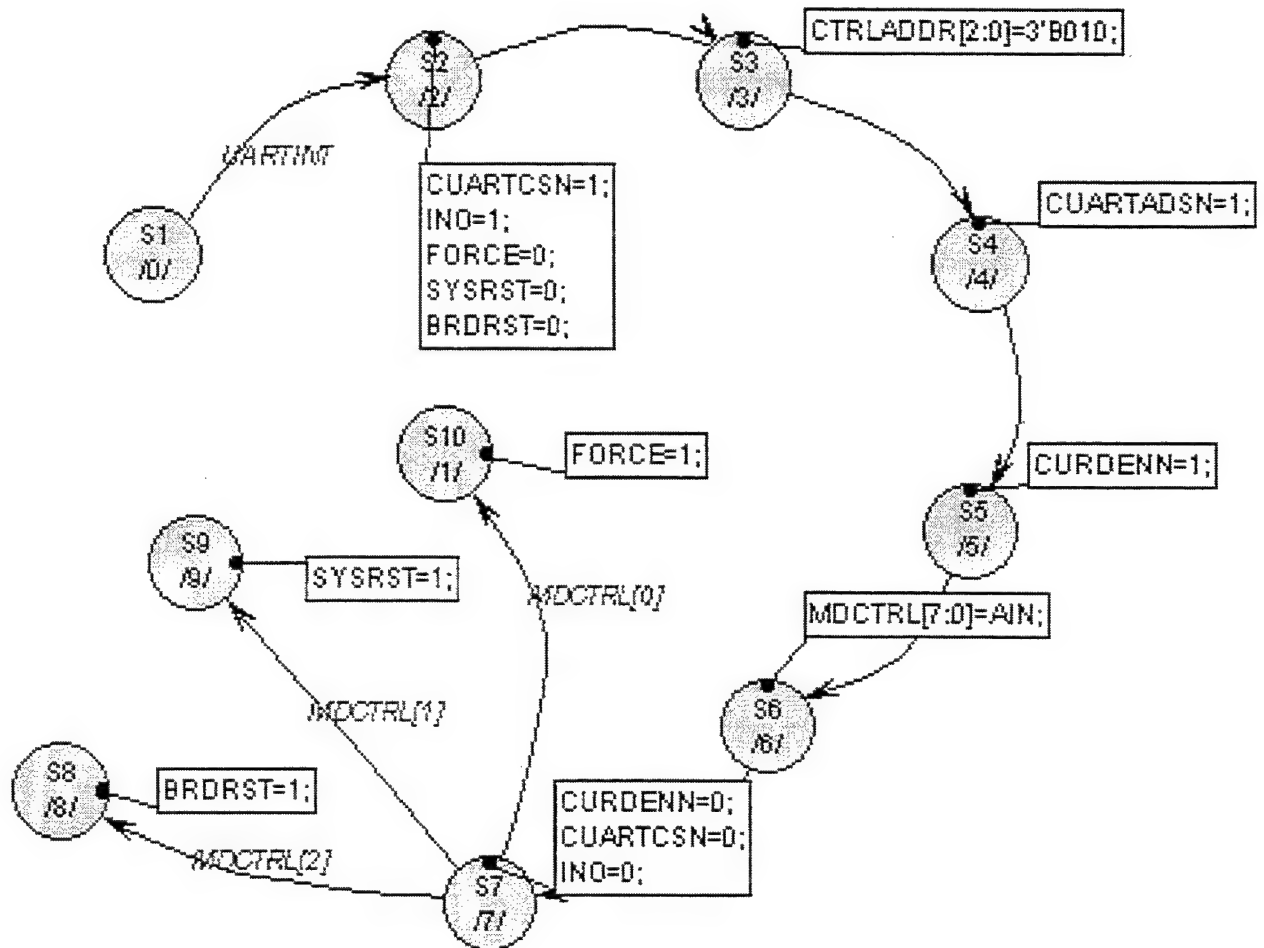 S1
/0/
UARTINT
S2
/2/
CUARTCSN=1;
INO=1;
FORCE=0;
SYSRST=0;
BRDRST=0;
S3
/3/
CTRLADDR[2:0]=3'B010;
S4
/4/
CUARTADSN=1;
S5
/5/
CURDENN=1;
S6
/6/
MDCTRL[7:0]=AIN;
S7
/7/
CURDENN=0;
CUARTCSN=0;
INO=0;
MDCTRL[0]
S10
/1/
FORCE=1;
MDCTRL[1]
S9
/9/
SYSRST=1;
MDCTRL[2]
S8
/8/
BRDRST=1;